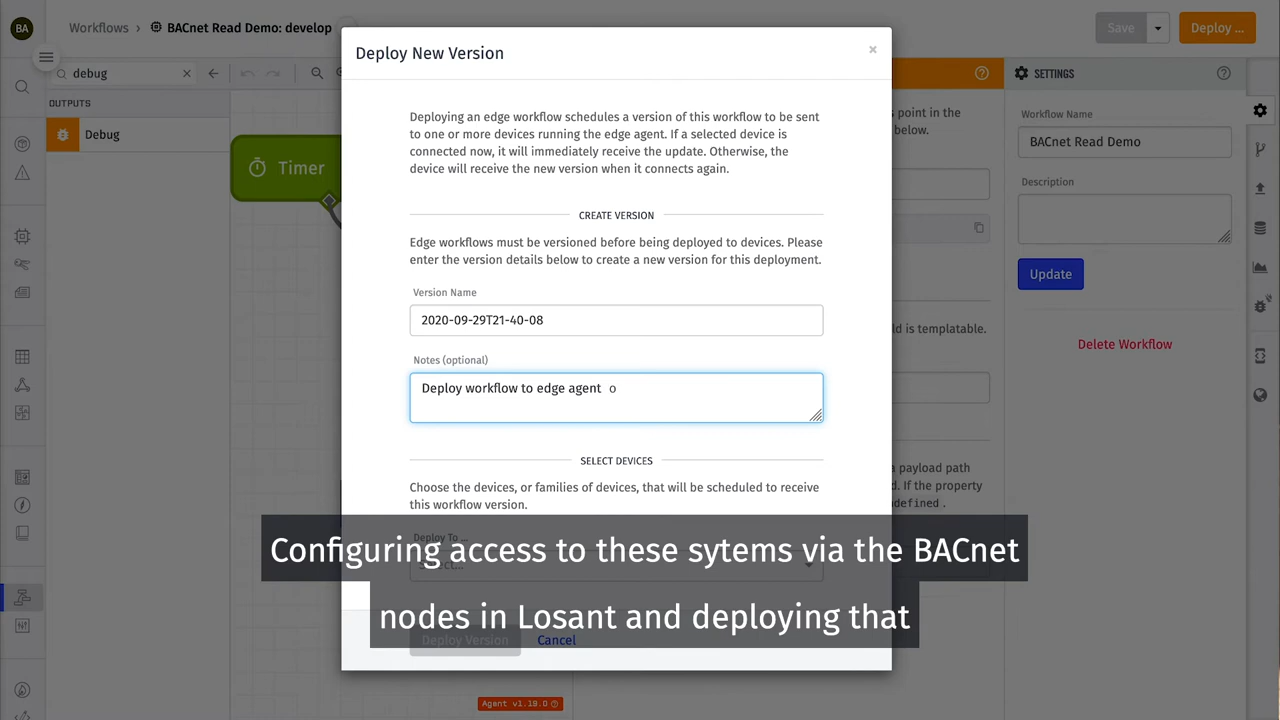 BA
Workflows › BACnet Read Demo: develop
Save
Deploy ...
debug
OUTPUTS
Debug
Timer
Deploy New Version
×
Deploying an edge workflow schedules a version of this workflow to be sent
to one or more devices running the edge agent. If a selected device is
connected now, it will immediately receive the update. Otherwise, the
device will receive the new version when it connects again.
CREATE VERSION
Edge workflows must be versioned before being deployed to devices. Please
enter the version details below to create a new version for this deployment.
Version Name
2020-09-29T21-40-08
Notes (optional)
Deploy workflow to edge agent o
SELECT DEVICES
Choose the devices, or families of devices, that will be scheduled to receive
this workflow version.
Deploy To ...
Select...
Deploy Version
Cancel
Configuring access to these sytems via the BACnet
nodes in Losant and deploying that
Agent v1.19.0
s point in the
below.
ld is templatable.
a payload path
d. If the property
defined .
SETTINGS
Workflow Name
BACnet Read Demo
Description
Update
Delete Workflow